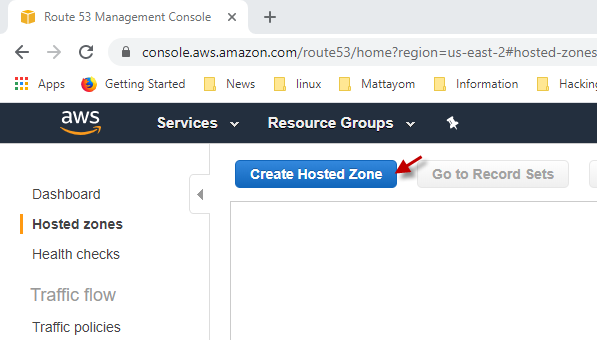 Route 53 Management Console
console.aws.amazon.com/route53/home?region=us-east-2#hosted-zones
Apps Getting Started News linux Mattayom Information Hacking
aws Services Resource Groups
Create Hosted Zone Go to Record Sets
Dashboard
Hosted zones
Health checks
Traffic flow
Traffic policies